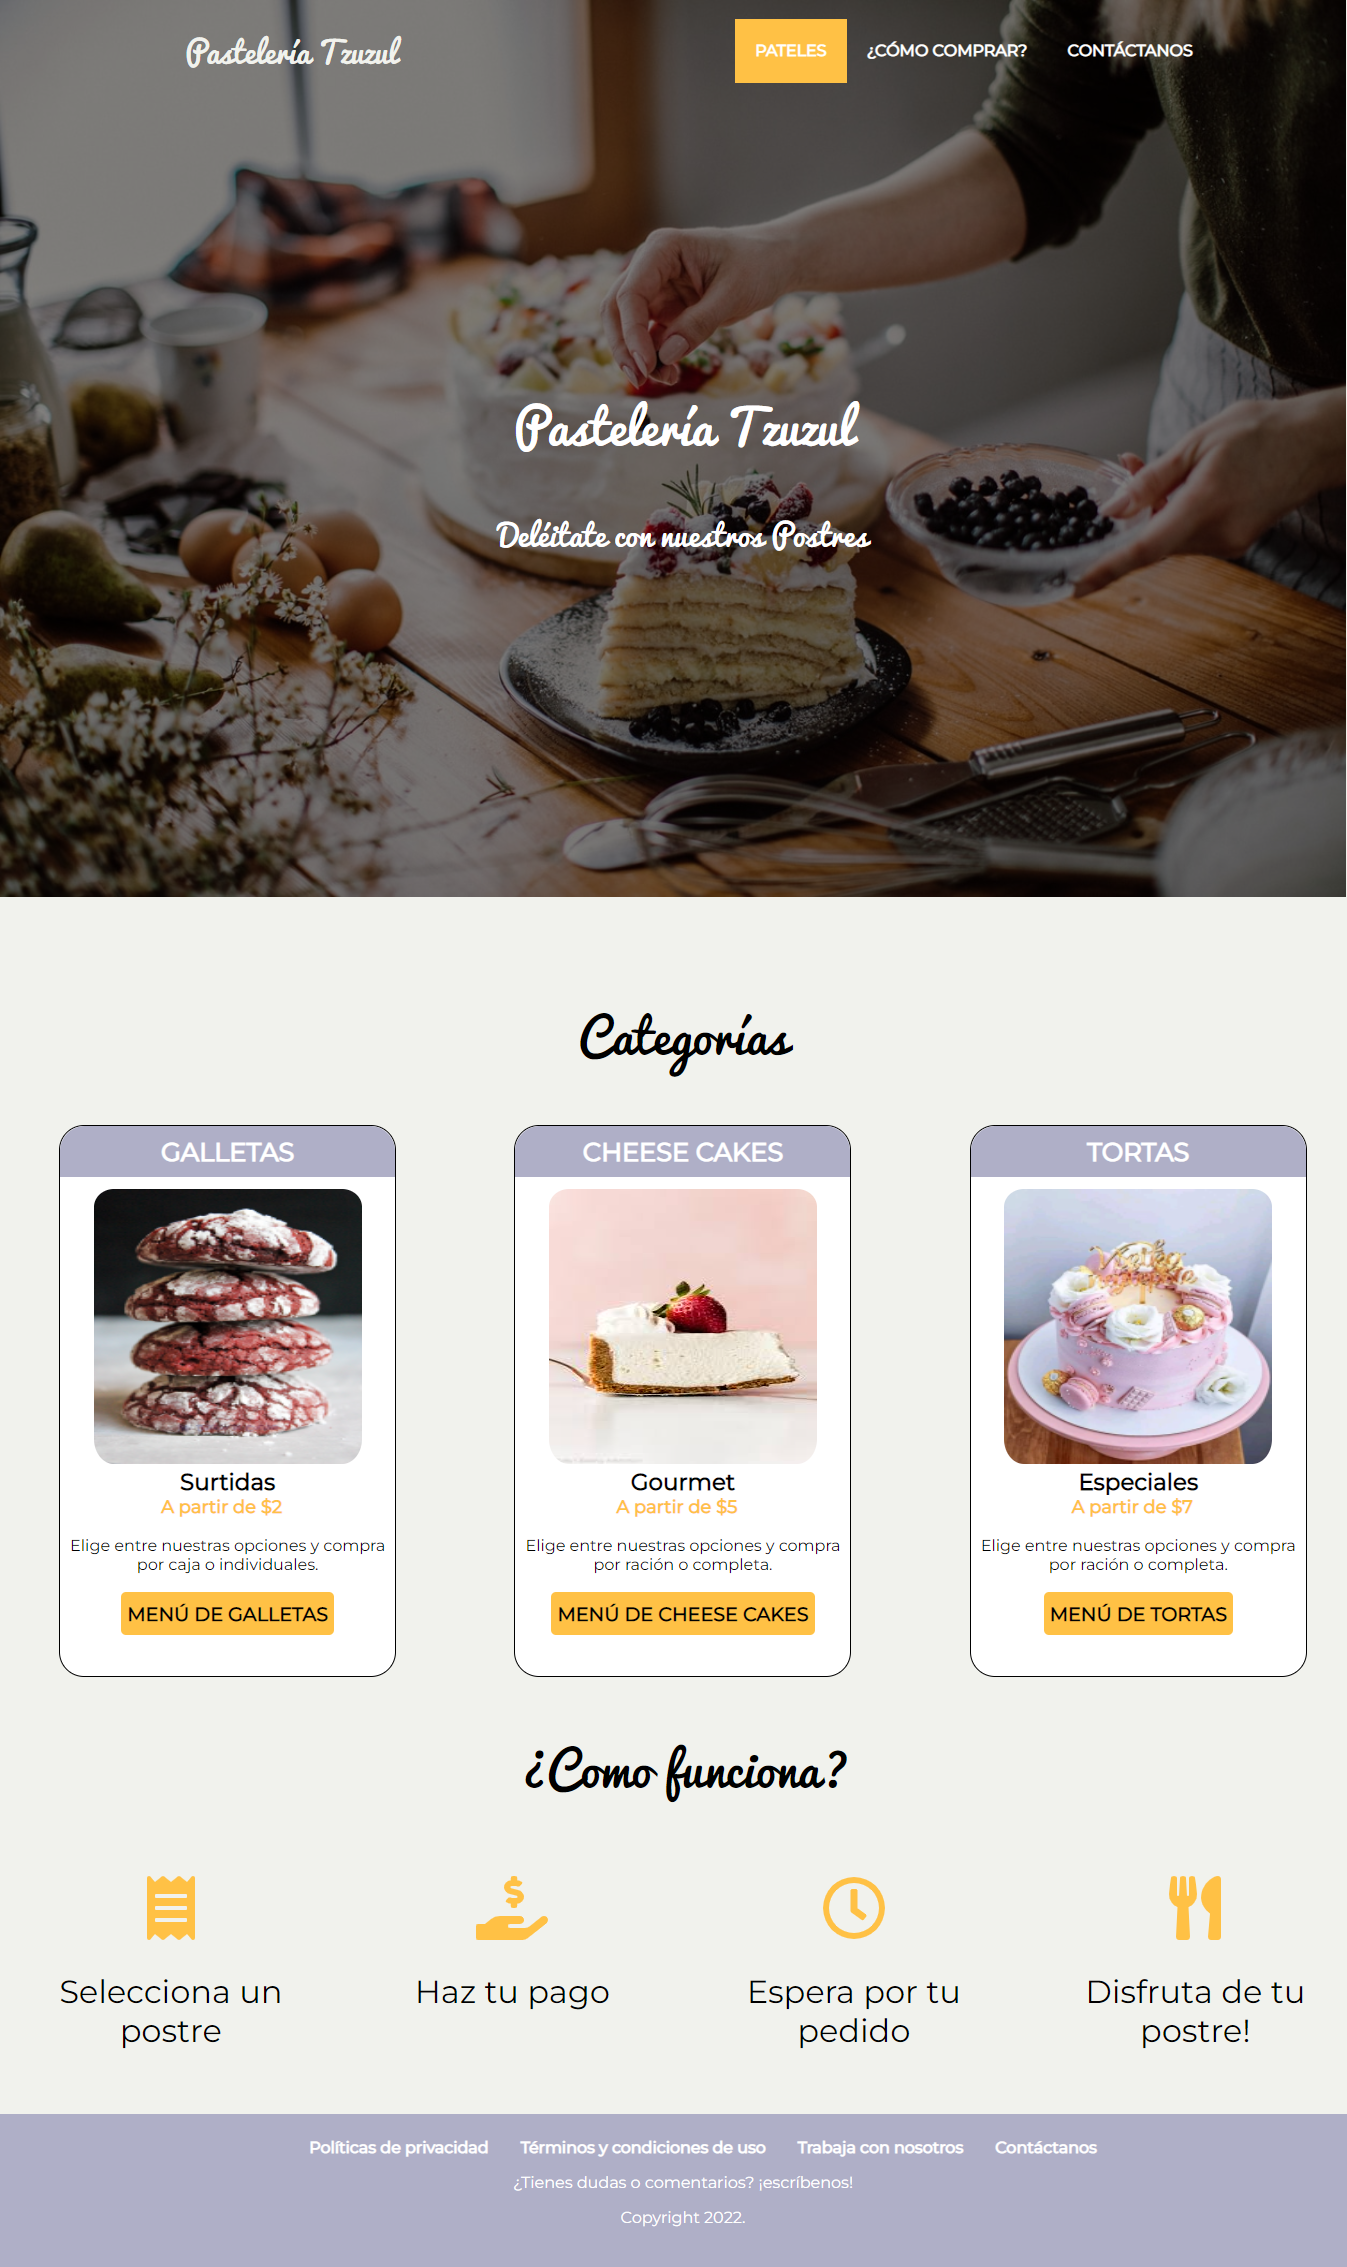 Pastelería Tzuzul
PATELES
¿CÓMO COMPRAR?
CONTÁCTANOS
Pastelería Tzuzul
Deléitate con nuestros Postres
Categorías
GALLETAS
Surtidas
A partir de $2
Elige entre nuestras opciones y compra
por caja o individuales.
MENÚ DE GALLETAS
CHEESE CAKES
Gourmet
A partir de $5
Elige entre nuestras opciones y compra
por ración o completa.
MENÚ DE CHEESE CAKES
TORTAS
Especiales
A partir de $7
Elige entre nuestras opciones y compra
por ración o completa.
MENÚ DE TORTAS
¿Como funciona?
Selecciona un
postre
Haz tu pago
Espera por tu
pedido
Disfruta de tu
postre!
Políticas de privacidad
Términos y condiciones de uso
Trabaja con nosotros
Contáctanos
¿Tienes dudas o comentarios? ¡escríbenos!
Copyright 2022.